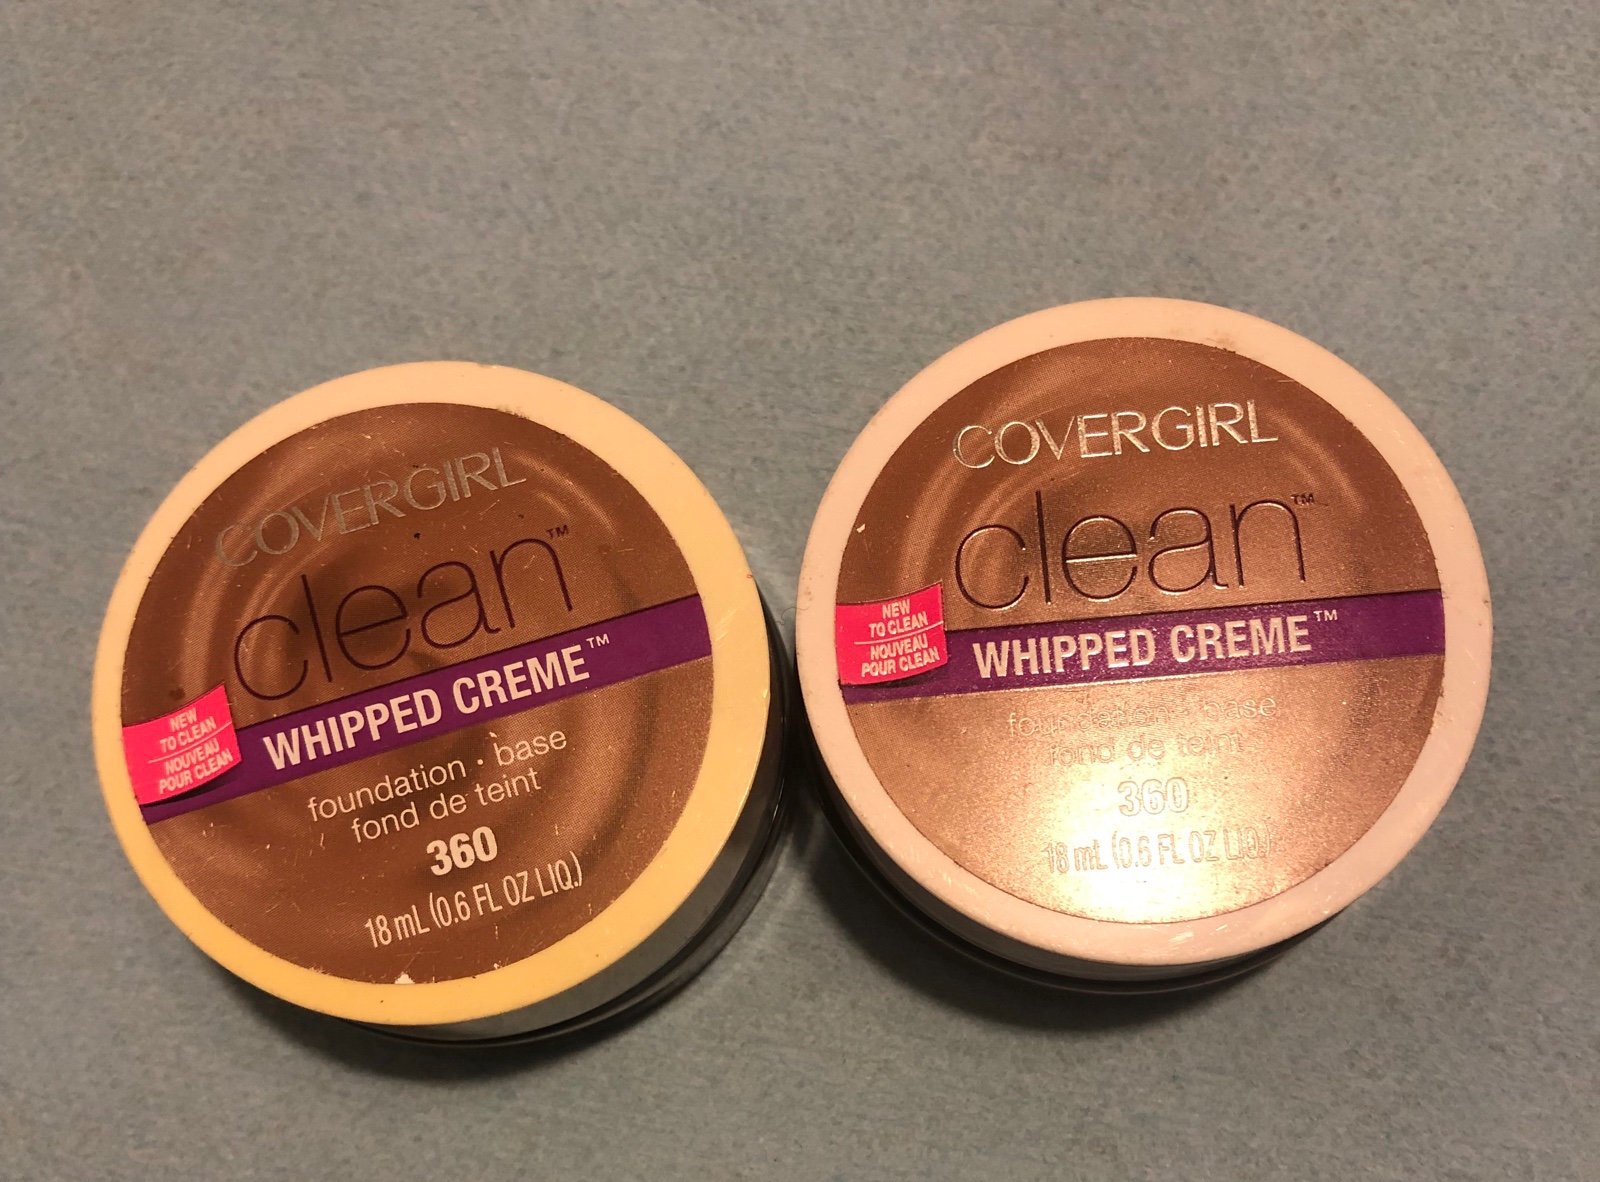 COVERGIRL
clean™
NEW
TO CLEAN
NOUVEAU
POUR CLEAN
WHIPPED CREME™
foundation • base
fond de teint
360
18 mL (0.6 FL OZ LIQ.)
COVERGIRL
clean™
NEW
TO CLEAN
NOUVEAU
POUR CLEAN
WHIPPED CREME™
foundation • base
fond de teint
360
18 mL (0.6 FL OZ LIQ.)